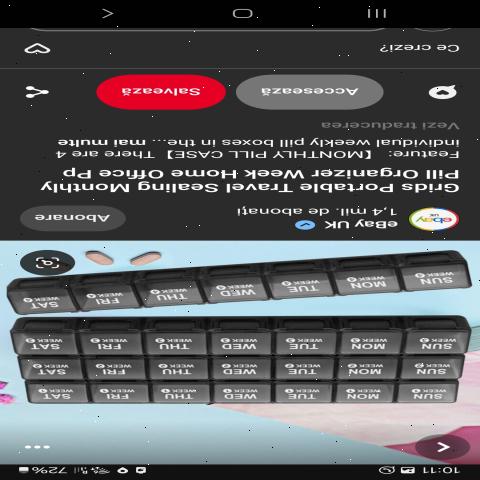 10:11 72%
SUN MON TUE WED THU FRI SAT
WEEK 1 WEEK 1 WEEK 1 WEEK 1 WEEK 1 WEEK 1 WEEK 1
SUN MON TUE WED THU FRI SAT
WEEK 2 WEEK 2 WEEK 2 WEEK 2 WEEK 2 WEEK 2 WEEK 2
SUN MON TUE WED THU FRI SAT
WEEK 3 WEEK 3 WEEK 3 WEEK 3 WEEK 3 WEEK 3 WEEK 3
SUN MON TUE WED THU FRI SAT
WEEK 4 WEEK 4 WEEK 4 WEEK 4 WEEK 4 WEEK 4 WEEK 4
ebay UK
eBay UK
1,4 mil. de abonați
Abonare
Grids Portable Travel Sealing Monthly
Pill Organizer Week Home Office Pp
Feature: 【MONTHLY PILL CASE】 There are 4
individual weekly pill boxes in the... mai multe
Vezi traducerea
Accesează Salvează
Ce crezi?